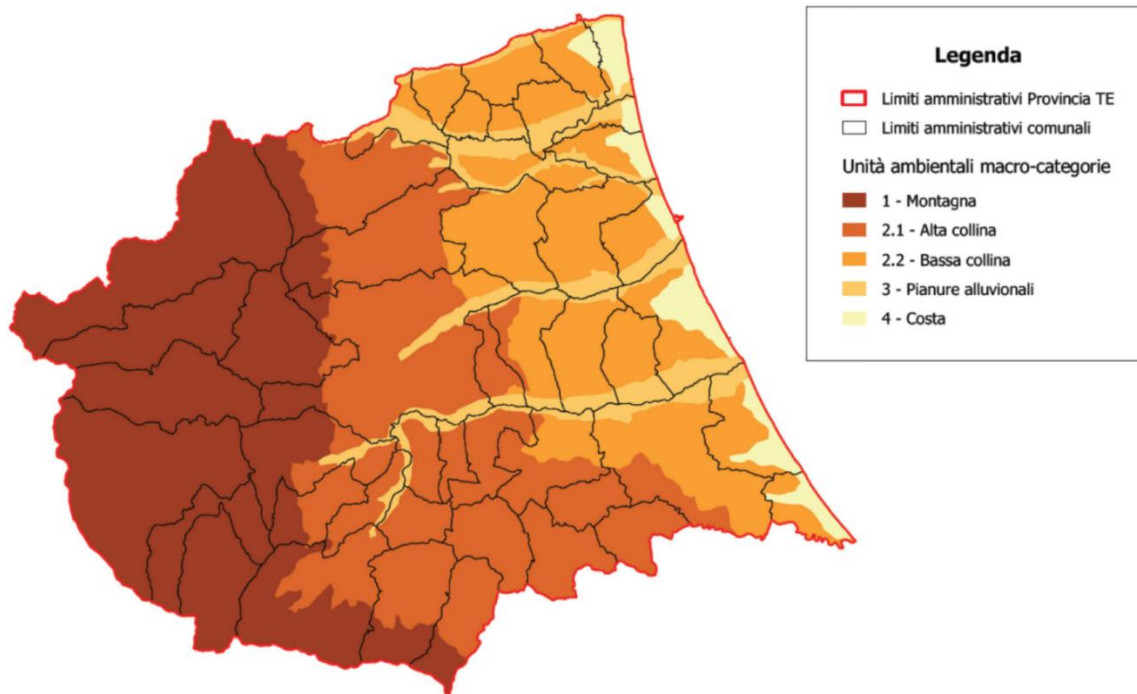 Legenda
Limiti amministrativi Provincia TE
Limiti amministrativi comunali
Unità ambientali macro-categorie
1 - Montagna
2.1 - Alta collina
2.2 - Bassa collina
3 - Pianure alluvionali
4 - Costa